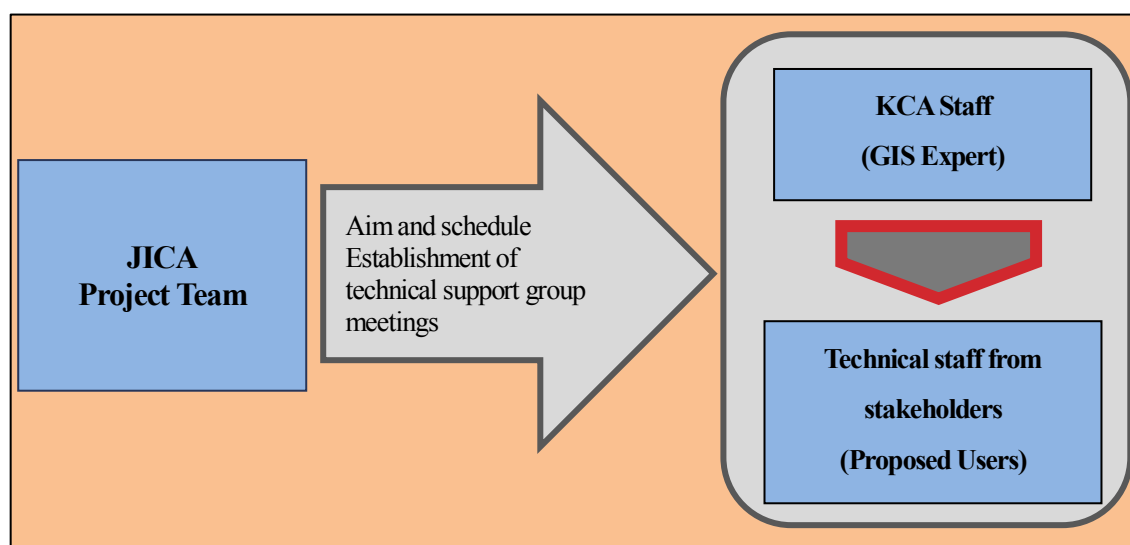 JICA
Project Team
Aim and schedule
Establishment of
technical support group
meetings
KCA Staff
(GIS Expert)
Technical staff from
stakeholders
(Proposed Users)